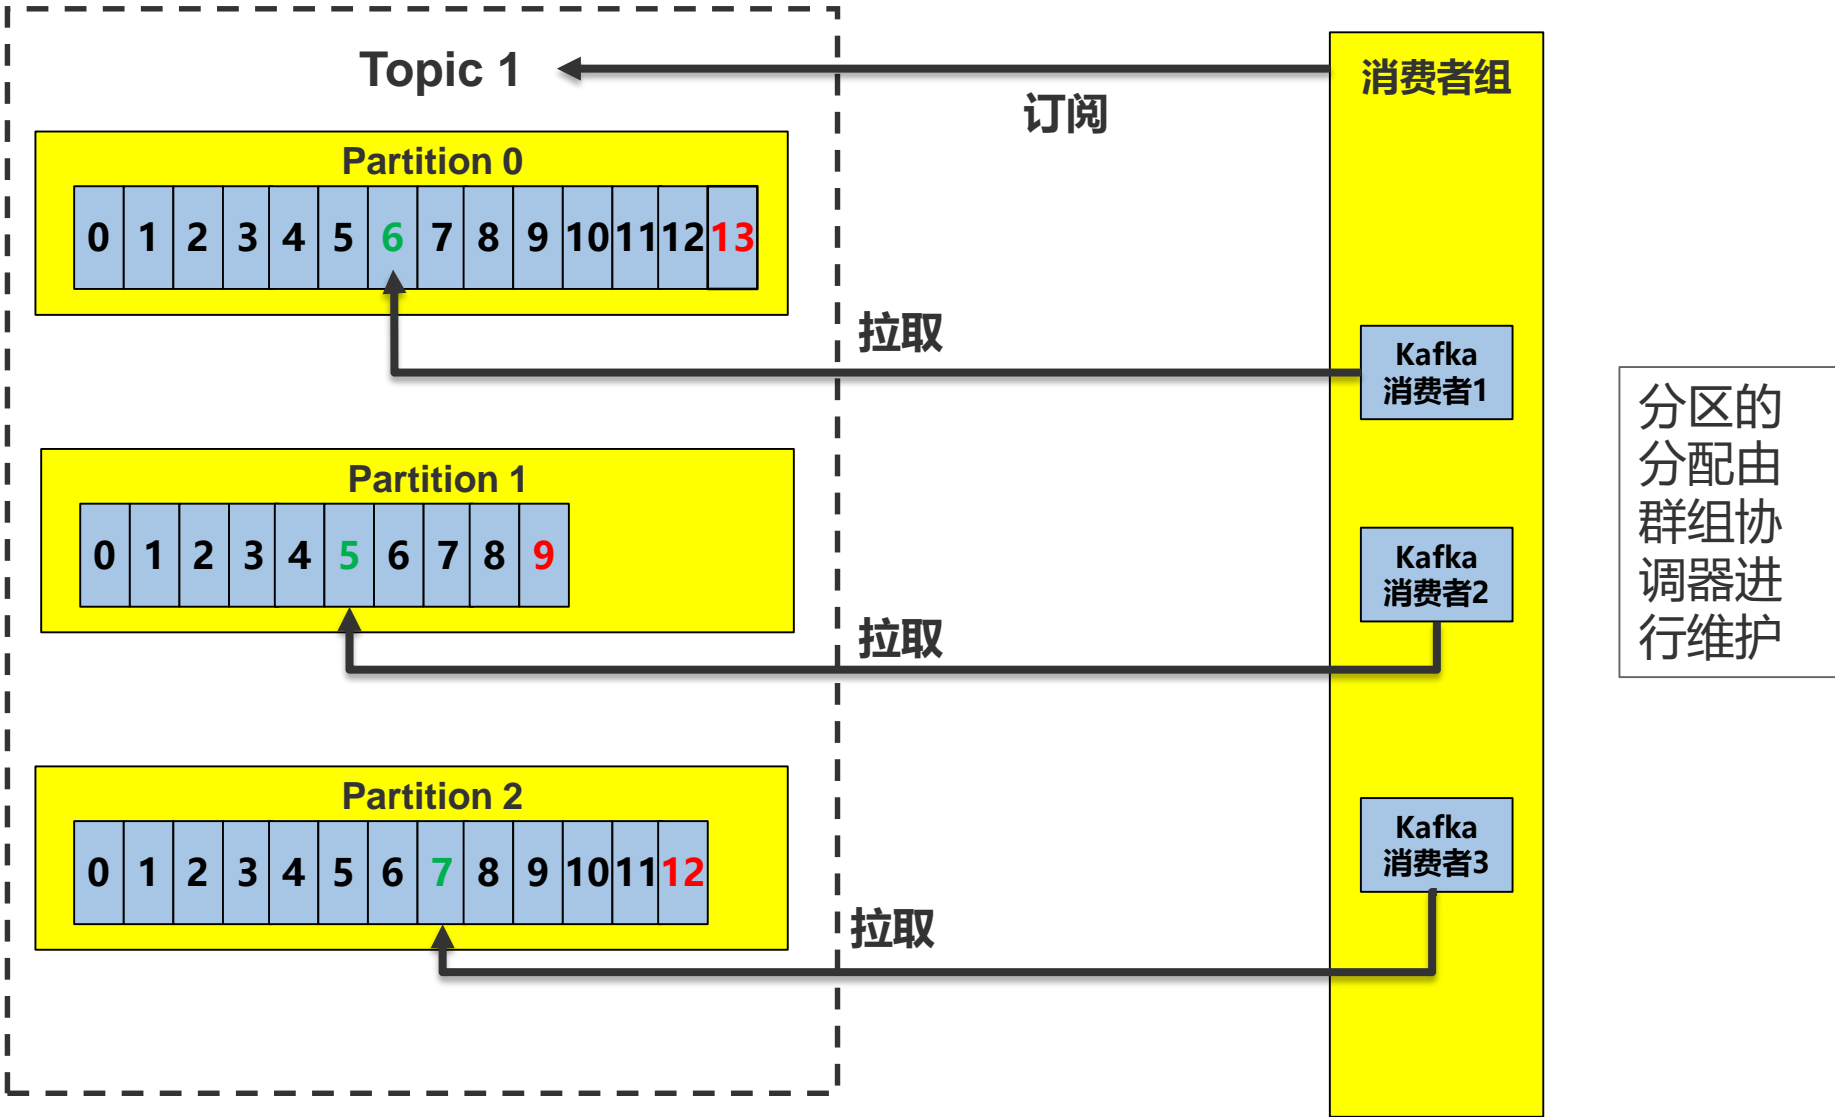 Topic 1
消费者组
订阅
Partition 0
0 1 2 3 4 5 6 7 8 9 10 11 12 13
拉取
Kafka
消费者1
Partition 1
0 1 2 3 4 5 6 7 8 9
拉取
Kafka
消费者2
Partition 2
0 1 2 3 4 5 6 7 8 9 10 11 12
拉取
Kafka
消费者3
分区的
分配由
群组协
调器进
行维护